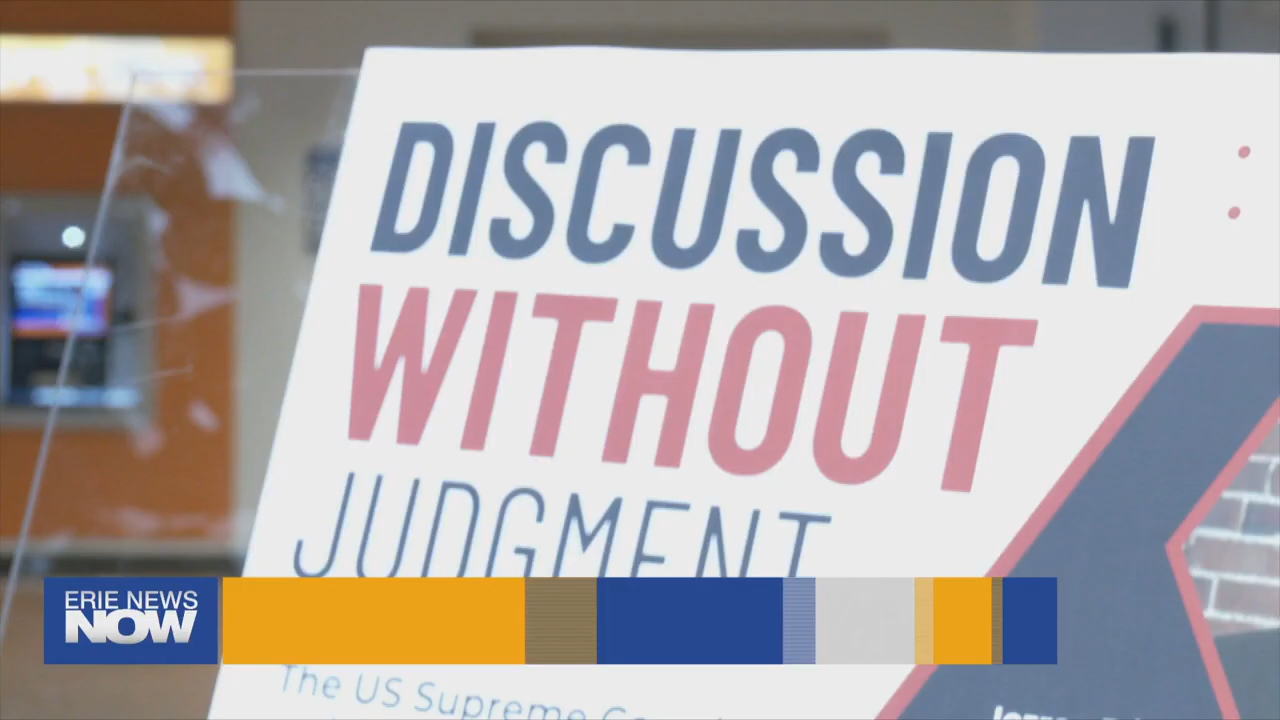 DISCUSSION
WITHOUT
JUDGMENT
ERIE NEWS
NOW
The US Supreme